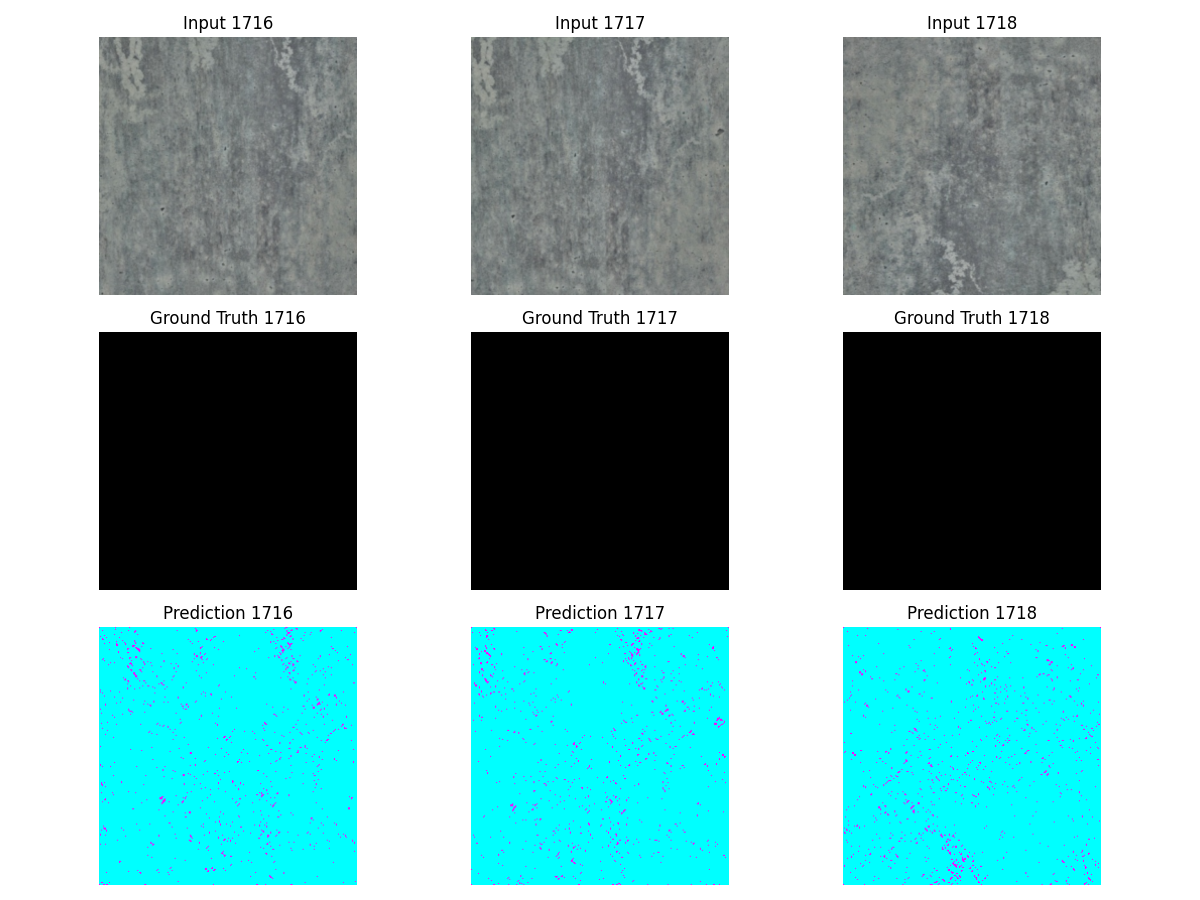 Input 1716
Input 1717
Input 1718
Ground Truth 1716
Ground Truth 1717
Ground Truth 1718
Prediction 1716
Prediction 1717
Prediction 1718